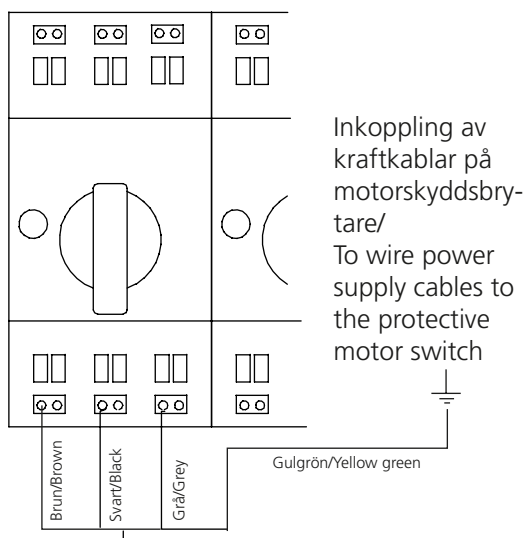 Inkoppling av
kraftkablar på
motorskyddsbry-
tare/
To wire power
supply cables to
the protective
motor switch
Brun/Brown
Svart/Black
Grå/Grey
Gulgrön/Yellow green